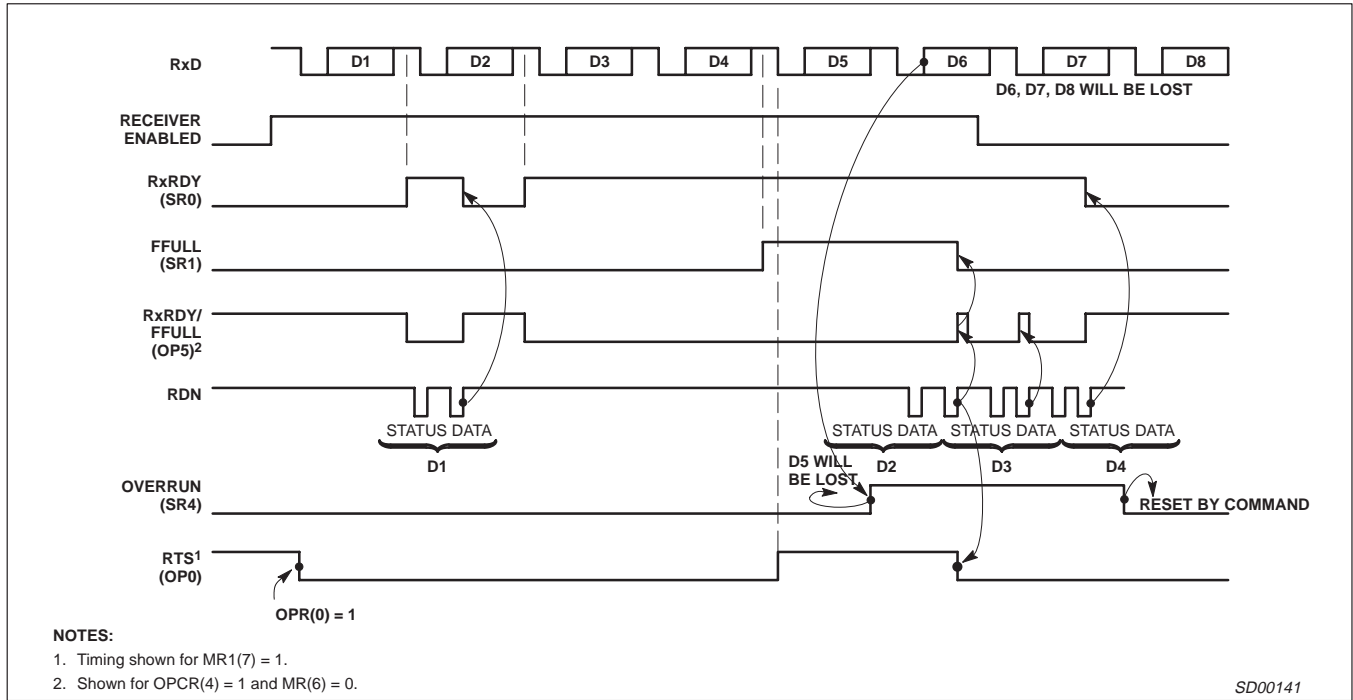 RxD
D1 D2 D3 D4 D5 D6 D7 D8
D6, D7, D8 WILL BE LOST
RECEIVER
ENABLED
RxRDY
(SR0)
FFULL
(SR1)
RxRDY/
FFULL
(OP5)2
RDN
STATUS DATA STATUS DATA STATUS DATA STATUS DATA
D1 D2 D3 D4
D5 WILL
BE LOST
OVERRUN
(SR4)
RESET BY COMMAND
RTS1
(OP0)
OPR(0) = 1
NOTES:
1. Timing shown for MR1(7) = 1.
2. Shown for OPCR(4) = 1 and MR(6) = 0.
SD00141